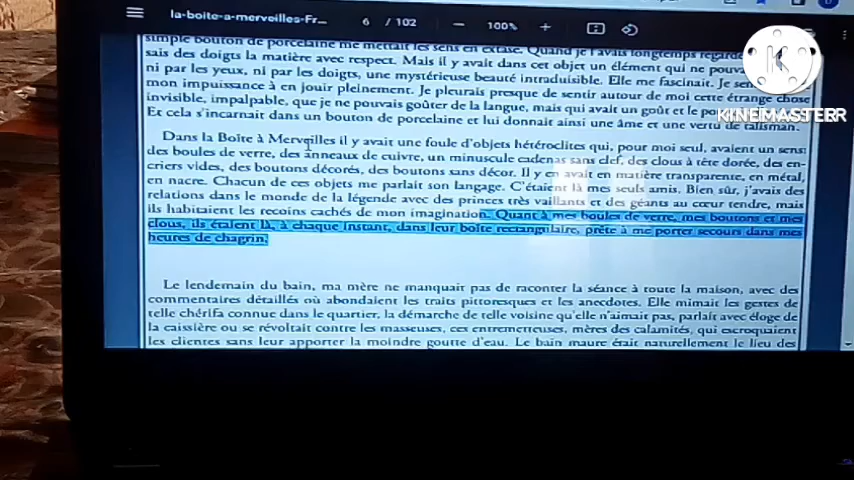 la-boite-a-merveilles-Fr...
6 / 102
100%
KINEMASTER
simple bouton de porcelaine me mettait les sens en extase. Quand je l'avais longtemps
sais des doigts la matière avec respect. Mais il y avait dans cet objet un élément qui ne
ni par les yeux, ni par les doigts, une mystérieuse beauté intraduisible. Elle me fascinait. Je
mon impuissance à en jouir pleinement. Je pleurais presque de sentir autour de moi cette étrange chose
invisible, impalpable, que je ne pouvais goûter de la langue, mais qui avait un goût et le
Et cela s'incarnait dans un bouton de porcelaine et lui donnait ainsi une âme et une vertu de talisman.
Dans la Boîte à Merveilles il y avait une foule d'objets hétéroclites qui, pour moi seul, avaient un sens:
des boules de verre, des anneaux de cuivre, un minuscule cadenas sans clef, des clous à tête dorée, des en-
criers vides, des boutons décorés, des boutons sans décor. Il y en avait en matière transparente, en métal,
en nacre. Chacun de ces objets me parlait son langage. C'étaient là mes seuls amis. Bien sûr, j'avais des
relations dans le monde de la légende avec des princes très vaillants et des géants au cœur tendre, mais
ils habitaient les recoins cachés de mon imagination. Quant à mes boules de verre, mes boutons et mes
clous, ils étaient là, à chaque instant, dans leur boîte rectangulaire, prête à me porter secours dans mes
heures de chagrin.
Le lendemain du bain, ma mère ne manquait pas de raconter la séance à toute la maison, avec des
commentaires détaillés où abondaient les traits pittoresques et les anecdotes. Elle mimait les gestes de
telle chérifa connue dans le quartier, la démarche de telle voisine qu'elle n'aimait pas, parlait avec éloge de
la caissière ou se révoltait contre les masseuses, ces entremetteuses, mères des calamités, qui escroquaient
les clientes sans leur apporter la moindre goutte d'eau. Le bain maure était naturellement le lieu des